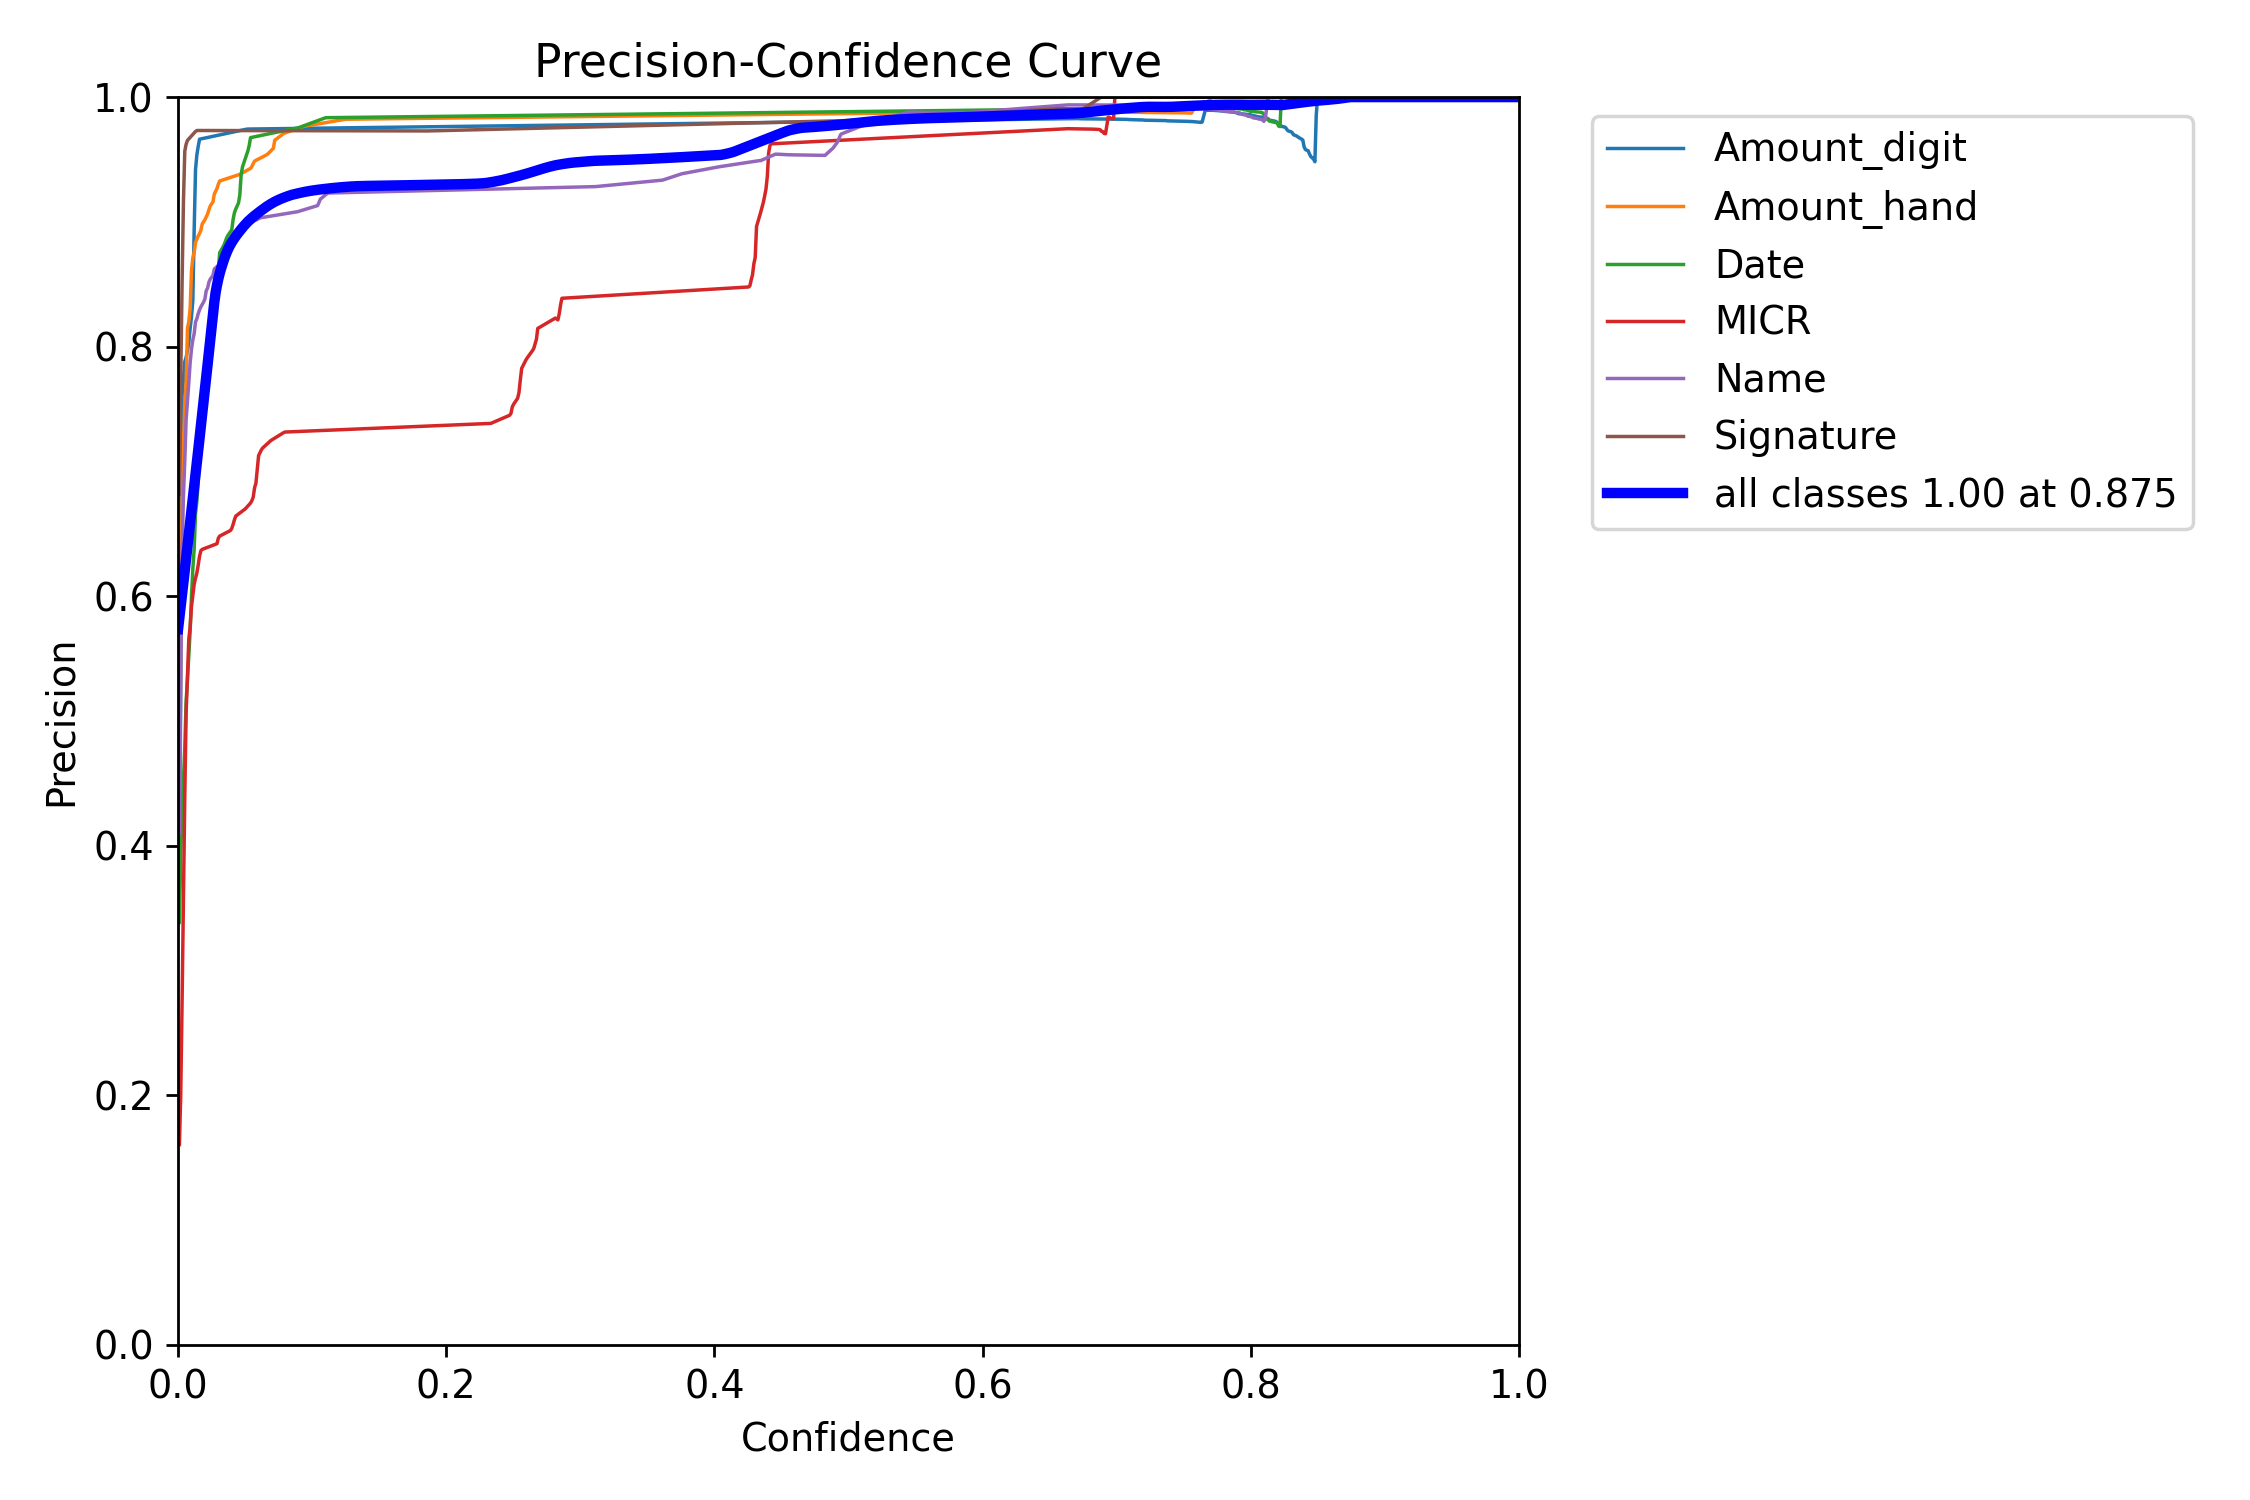 Precision-Confidence Curve
1.0
0.8
0.6
0.4
0.2
0.0
Precision
0.0 0.2 0.4 0.6 0.8 1.0
Confidence
Amount_digit
Amount_hand
Date
MICR
Name
Signature
all classes 1.00 at 0.875